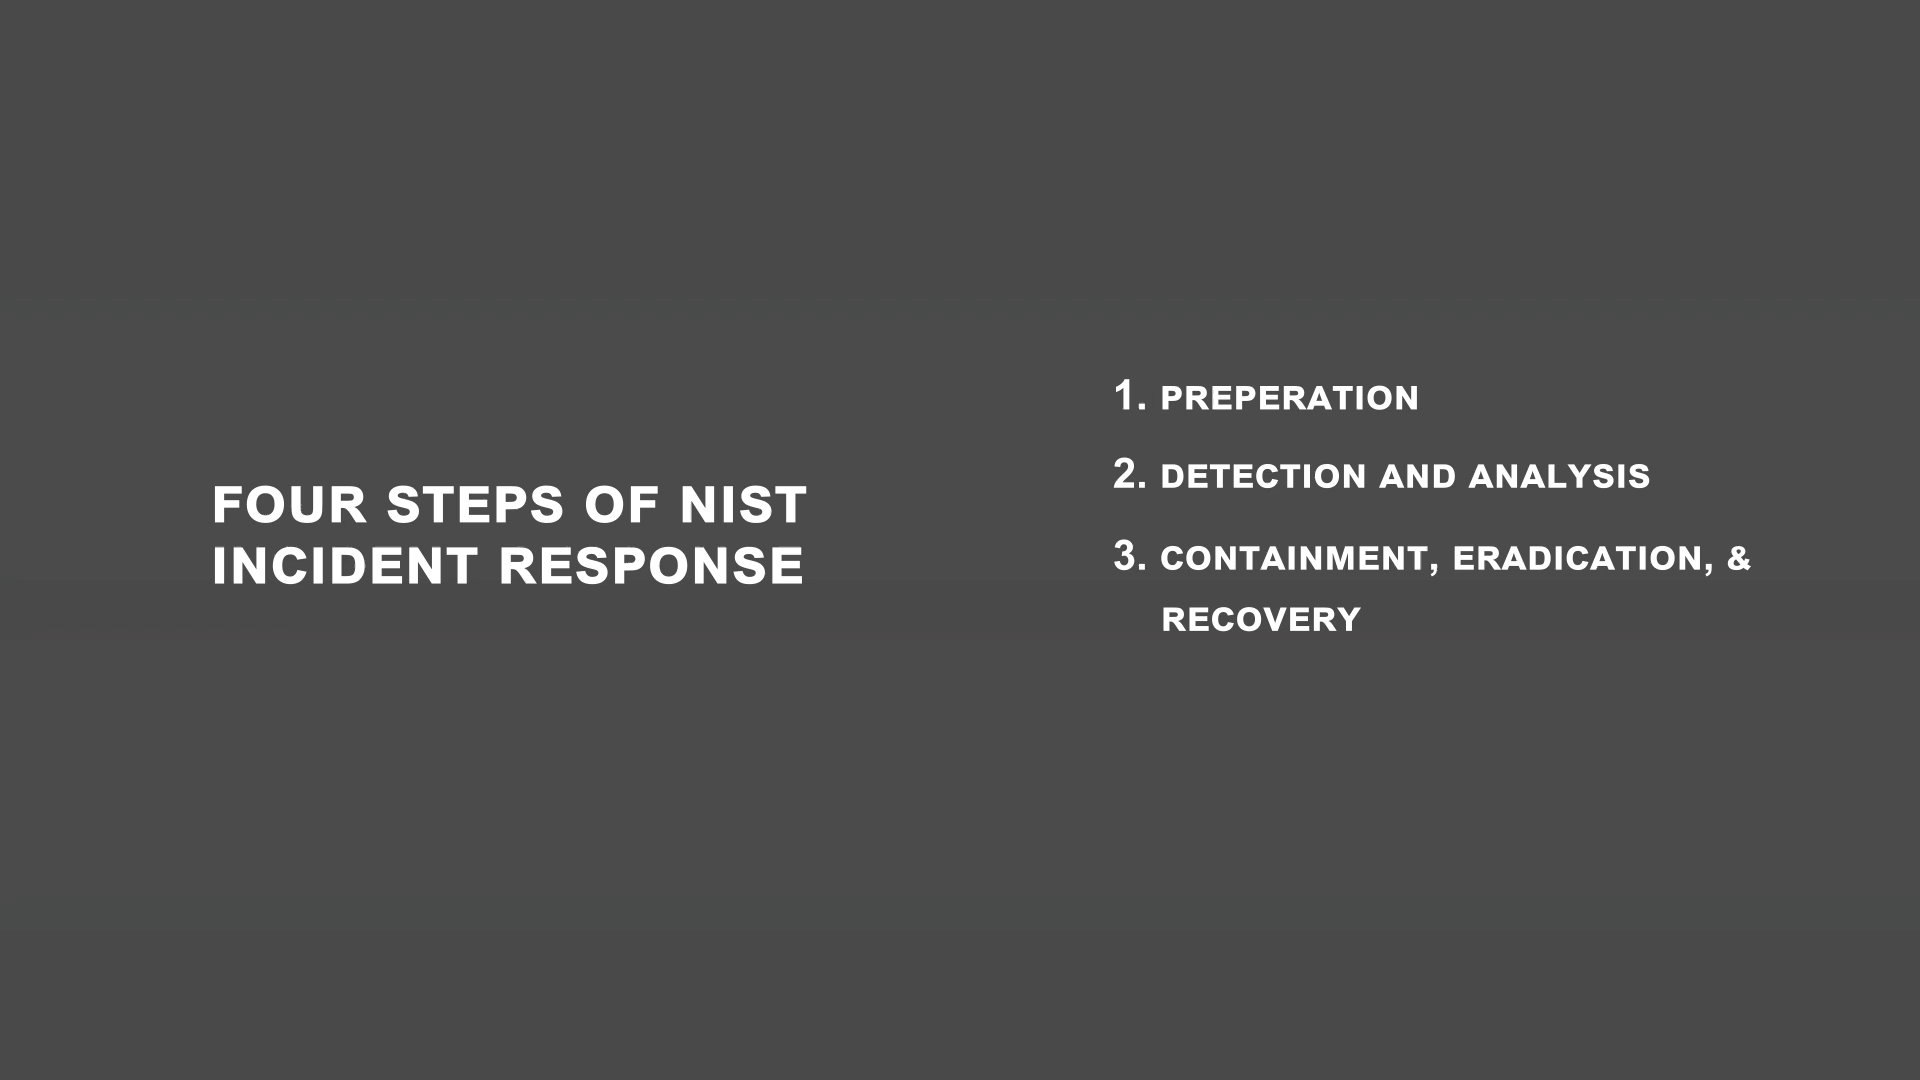 FOUR STEPS OF NIST
INCIDENT RESPONSE
1. PREPERATION
2. DETECTION AND ANALYSIS
3. CONTAINMENT, ERADICATION, &
RECOVERY